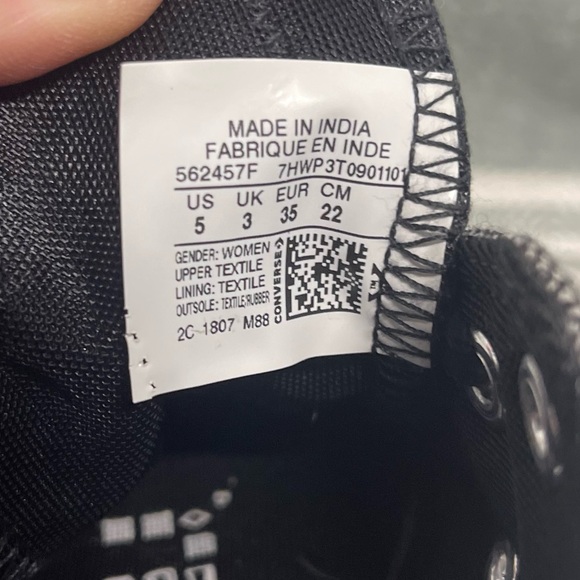 MADE IN INDIA
FABRIQUE EN INDE
562457F 7HWP3T0901101
US UK EUR CM
5 3 35 22
GENDER: WOMEN
UPPER TEXTILE
LINING: TEXTILE
OUTSOLE: TEXTILE/RUBBER
2C 1807 M88
CONVERSE